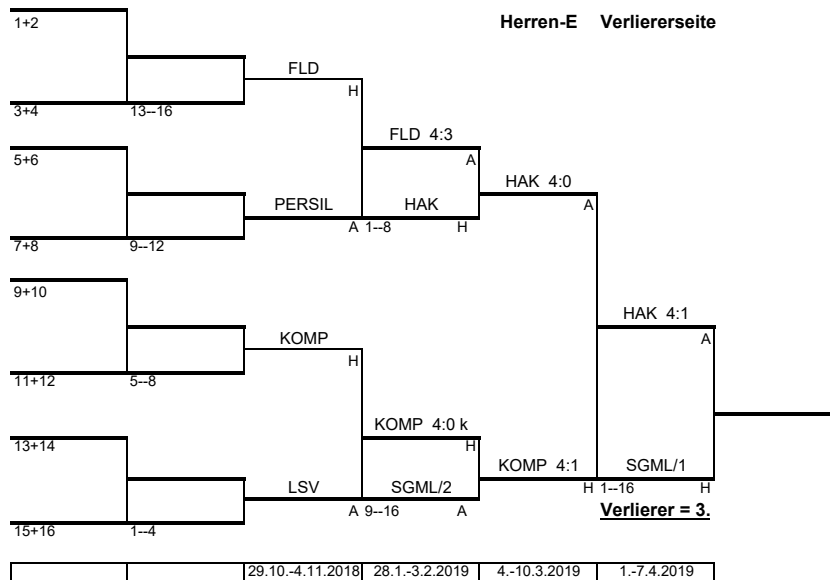 Herren-E Verliererseite
1+2
FLD
H
3+4 13--16
FLD 4:3
5+6 A
HAK 4:0
PERSIL HAK A
A 1--8 H
7+8 9--12
9+10
HAK 4:1
KOMP A
H
11+12 5--8
KOMP 4:0 k
13+14 H
KOMP 4:1 SGML/1
LSV SGML/2 H 1--16 H
A 9--16 A Verlierer = 3.
15+16 1--4
29.10.-4.11.2018 28.1.-3.2.2019 4.-10.3.2019 1.-7.4.2019